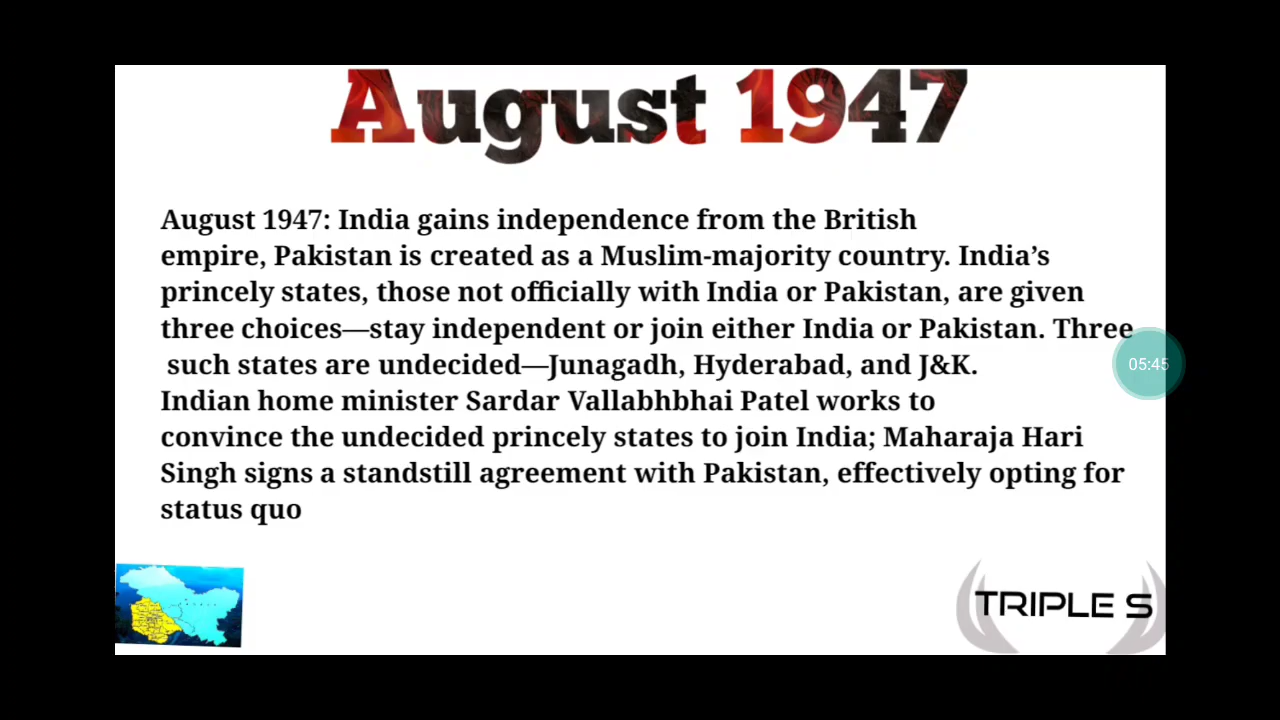 August 1947
August 1947: India gains independence from the British
empire, Pakistan is created as a Muslim-majority country. India’s
princely states, those not officially with India or Pakistan, are given
three choices—stay independent or join either India or Pakistan. Three
such states are undecided—Junagadh, Hyderabad, and J&K.
Indian home minister Sardar Vallabhbhai Patel works to
convince the undecided princely states to join India; Maharaja Hari
Singh signs a standstill agreement with Pakistan, effectively opting for
status quo
05:45
TRIPLE S